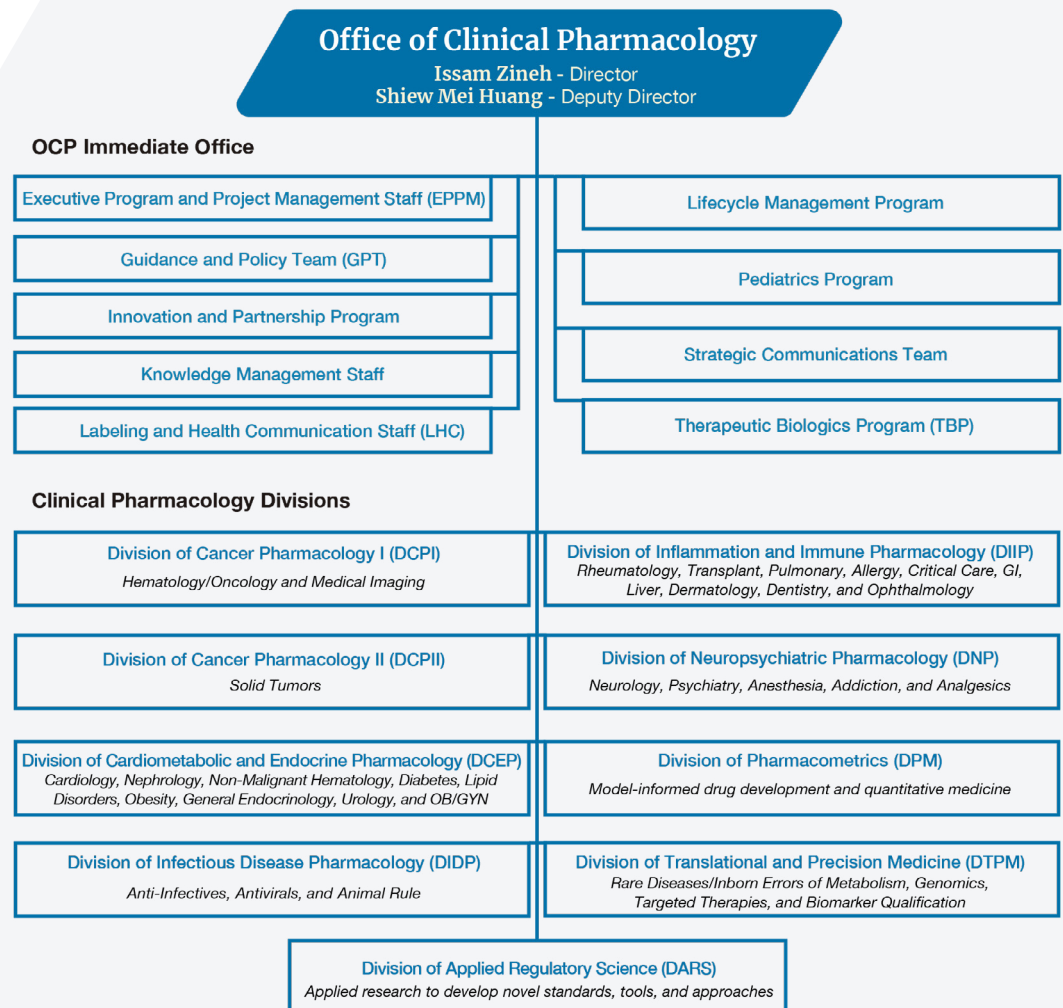 Office of Clinical Pharmacology
Issam Zineh - Director
Shiew Mei Huang - Deputy Director
OCP Immediate Office
Executive Program and Project Management Staff (EPPM)
Guidance and Policy Team (GPT)
Innovation and Partnership Program
Knowledge Management Staff
Labeling and Health Communication Staff (LHC)
Lifecycle Management Program
Pediatrics Program
Strategic Communications Team
Therapeutic Biologics Program (TBP)
Clinical Pharmacology Divisions
Division of Cancer Pharmacology I (DCPI)
Hematology/Oncology and Medical Imaging
Division of Cancer Pharmacology II (DCPII)
Solid Tumors
Division of Cardiometabolic and Endocrine Pharmacology (DCEP)
Cardiology, Nephrology, Non-Malignant Hematology, Diabetes, Lipid
Disorders, Obesity, General Endocrinology, Urology, and OB/GYN
Division of Infectious Disease Pharmacology (DIDP)
Anti-Infectives, Antivirals, and Animal Rule
Division of Inflammation and Immune Pharmacology (DIIP)
Rheumatology, Transplant, Pulmonary, Allergy, Critical Care, GI,
Liver, Dermatology, Dentistry, and Ophthalmology
Division of Neuropsychiatric Pharmacology (DNP)
Neurology, Psychiatry, Anesthesia, Addiction, and Analgesics
Division of Pharmacometrics (DPM)
Model-informed drug development and quantitative medicine
Division of Translational and Precision Medicine (DTPM)
Rare Diseases/Inborn Errors of Metabolism, Genomics,
Targeted Therapies, and Biomarker Qualification
Division of Applied Regulatory Science (DARS)
Applied research to develop novel standards, tools, and approaches